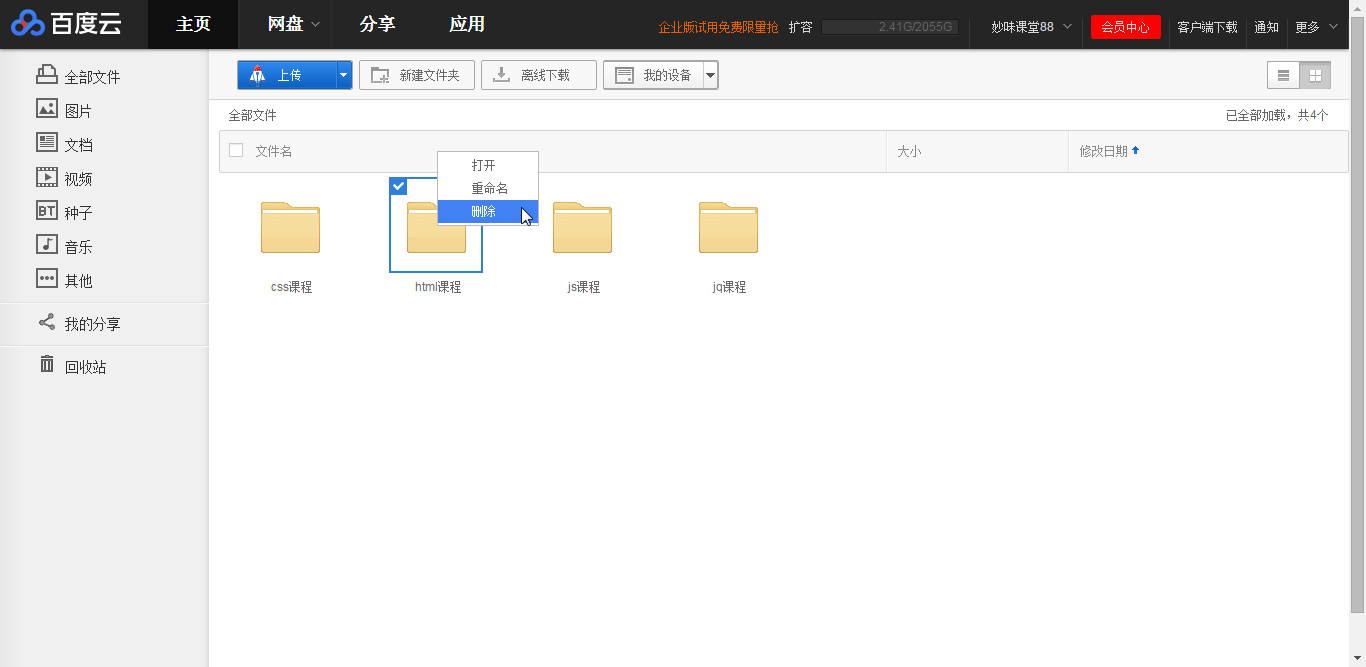 百度云
主页 网盘 分享 应用
企业版试用免费限量抢 扩容 2.41G/2055G 妙味课堂88 会员中心 客户端下载 通知 更多
全部文件
图片
文档
视频
BT 种子
音乐
其他
我的分享
回收站
上传 新建文件夹 离线下载 我的设备
全部文件 已全部加载，共4个
文件名 大小 修改日期
打开
重命名
删除
css课程 html课程 js课程 jq课程